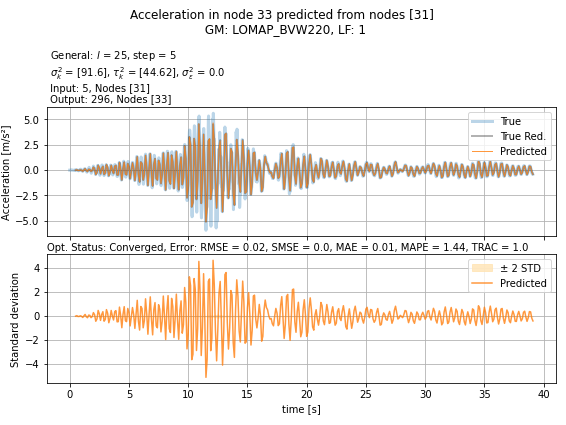 Acceleration in node 33 predicted from nodes [31]
GM: LOMAP_BVW220, LF: 1
General: l = 25, step = 5
σ²ₖ = [91.6], τ²ₖ = [44.62], σ²ₑ = 0.0
Input: 5, Nodes [31]
Output: 296, Nodes [33]
Acceleration [m/s²]
5.0
2.5
0.0
−2.5
−5.0
True
True Red.
Predicted
Opt. Status: Converged, Error: RMSE = 0.02, SMSE = 0.0, MAE = 0.01, MAPE = 1.44, TRAC = 1.0
Standard deviation
4
2
0
−2
−4
± 2 STD
Predicted
0 5 10 15 20 25 30 35 40
time [s]